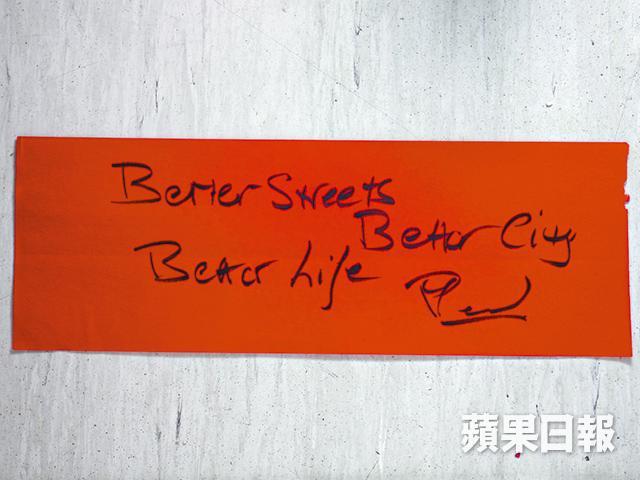 Better Streets
Better City
Better Life
蘋果日報